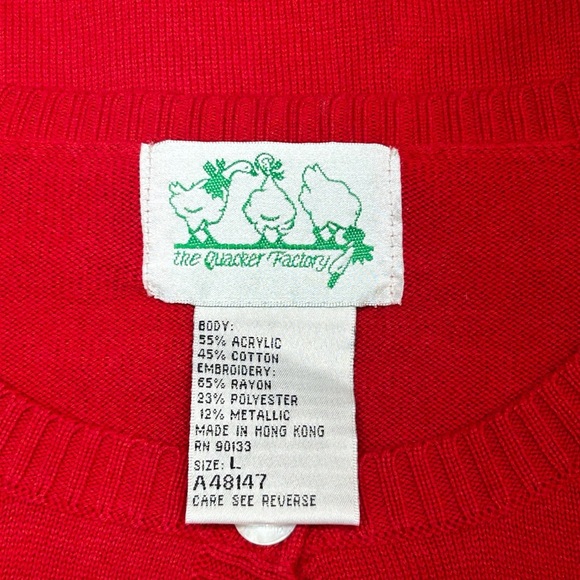 the Quacker Factory
BODY:
55% ACRYLIC
45% COTTON
EMBROIDERY:
65% RAYON
23% POLYESTER
12% METALLIC
MADE IN HONG KONG
RN 90133
SIZE: L
A48147
CARE SEE REVERSE